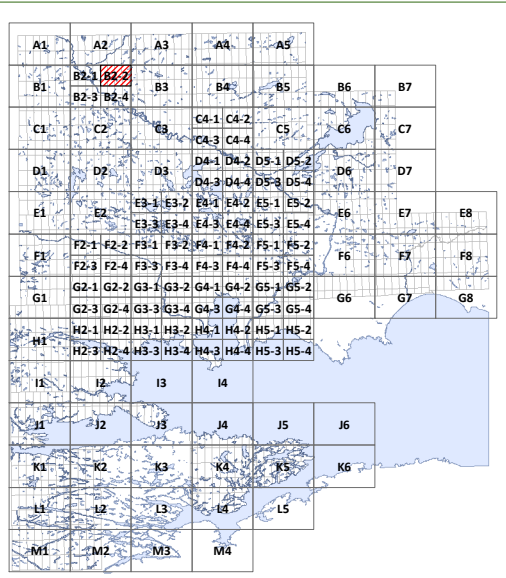 A1 A2 A3 A4 A5
B1 B2-1 B2-2 B3 B4 B5 B6 B7
B2-3 B2-4
C4-1 C4-2
C1 C2 C3 C5 C6 C7
C4-3 C4-4
D4-1 D4-2 D5-1 D5-2
D1 D2 D3 D6 D7
D4-3 D4-4 D5-3 D5-4
E3-1 E3-2 E4-1 E4-2 E5-1 E5-2
E1 E2 E6 E7 E8
E3-3 E3-4 E4-3 E4-4 E5-3 E5-4
F2-1 F2-2 F3-1 F3-2 F4-1 F4-2 F5-1 F5-2
F1 F6 F7 F8
F2-3 F2-4 F3-3 F3-4 F4-3 F4-4 F5-3 F5-4
G2-1 G2-2 G3-1 G3-2 G4-1 G4-2 G5-1 G5-2
G1 G6 G7 G8
G2-3 G2-4 G3-3 G3-4 G4-3 G4-4 G5-3 G5-4
H2-1 H2-2 H3-1 H3-2 H4-1 H4-2 H5-1 H5-2
H1
H2-3 H2-4 H3-3 H3-4 H4-3 H4-4 H5-3 H5-4
I1 I2 I3 I4
J1 J2 J3 J4 J5 J6
K1 K2 K3 K4 K5 K6
L1 L2 L3 L4 L5
M1 M2 M3 M4